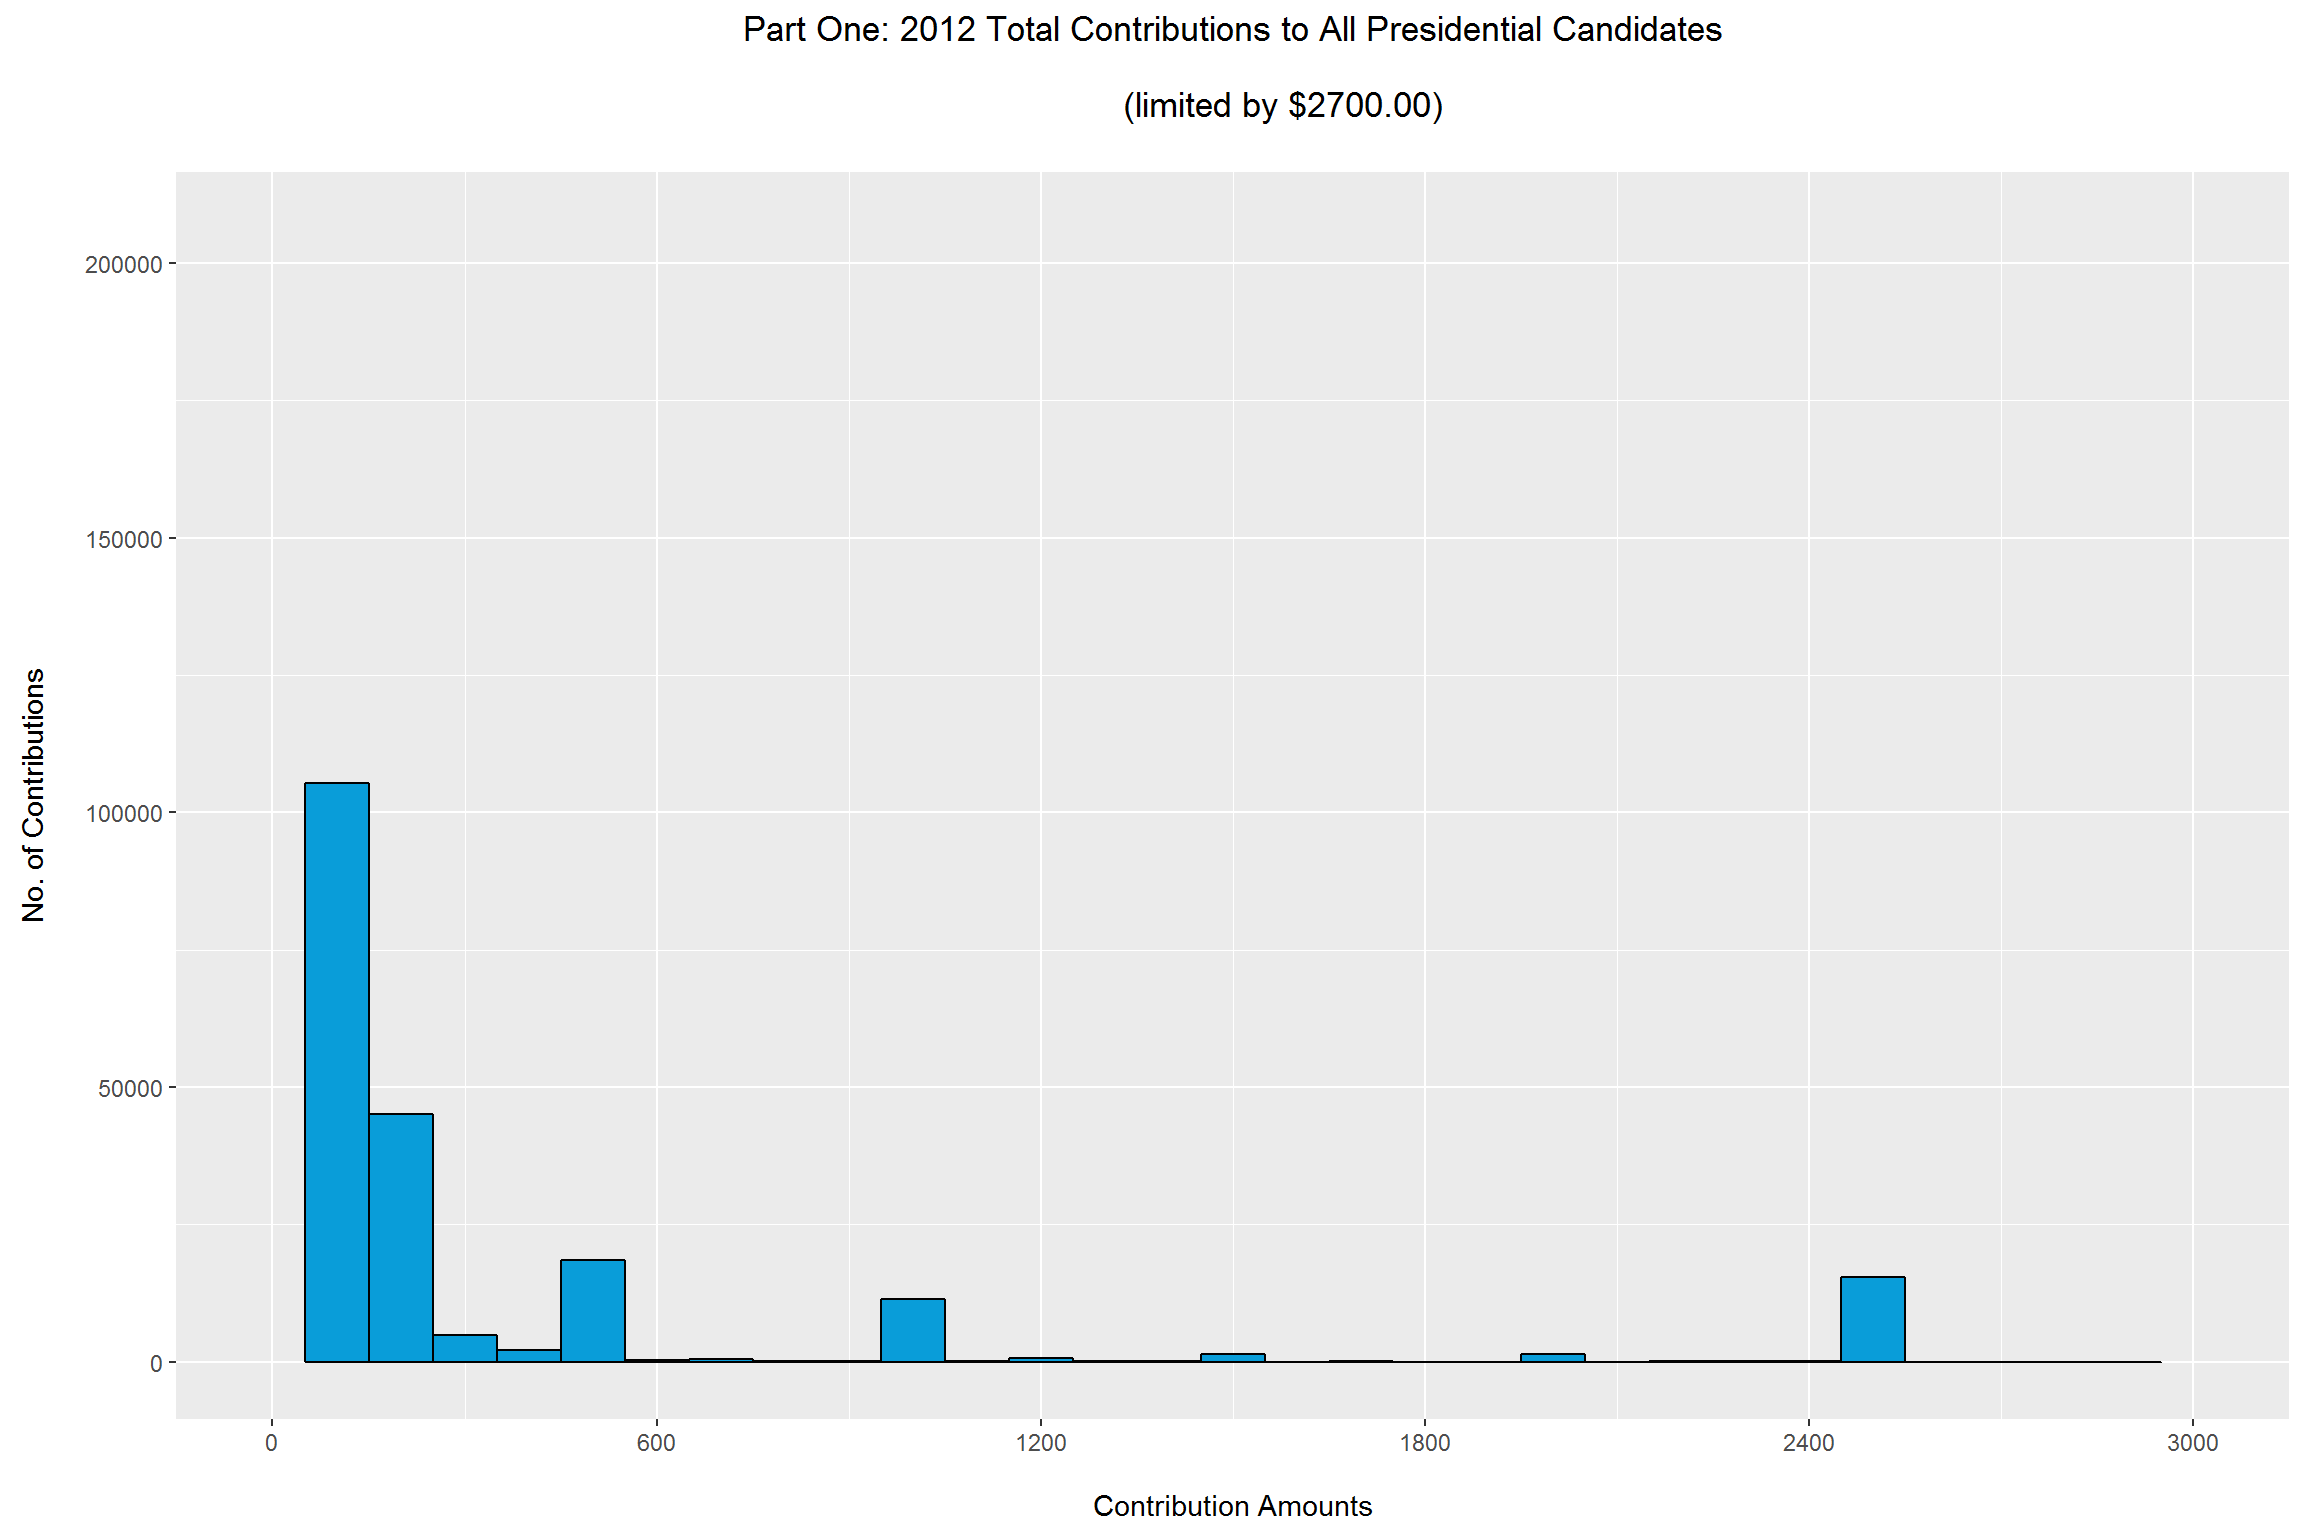 Part One: 2012 Total Contributions to All Presidential Candidates
(limited by $2700.00)
200000
150000
100000
50000
0
No. of Contributions
0 600 1200 1800 2400 3000
Contribution Amounts